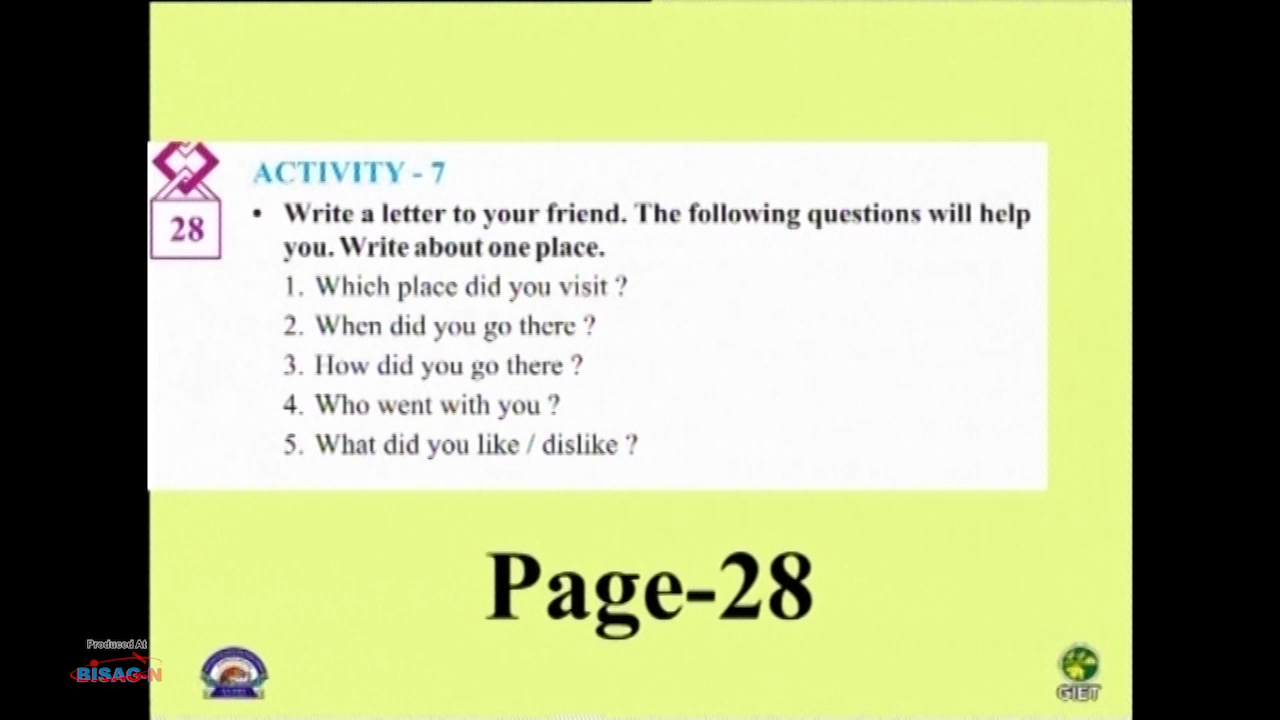 ACTIVITY - 7
28
• Write a letter to your friend. The following questions will help
you. Write about one place.
1. Which place did you visit ?
2. When did you go there ?
3. How did you go there ?
4. Who went with you ?
5. What did you like / dislike ?
Page-28
Produced At
BISAG-N
GIET